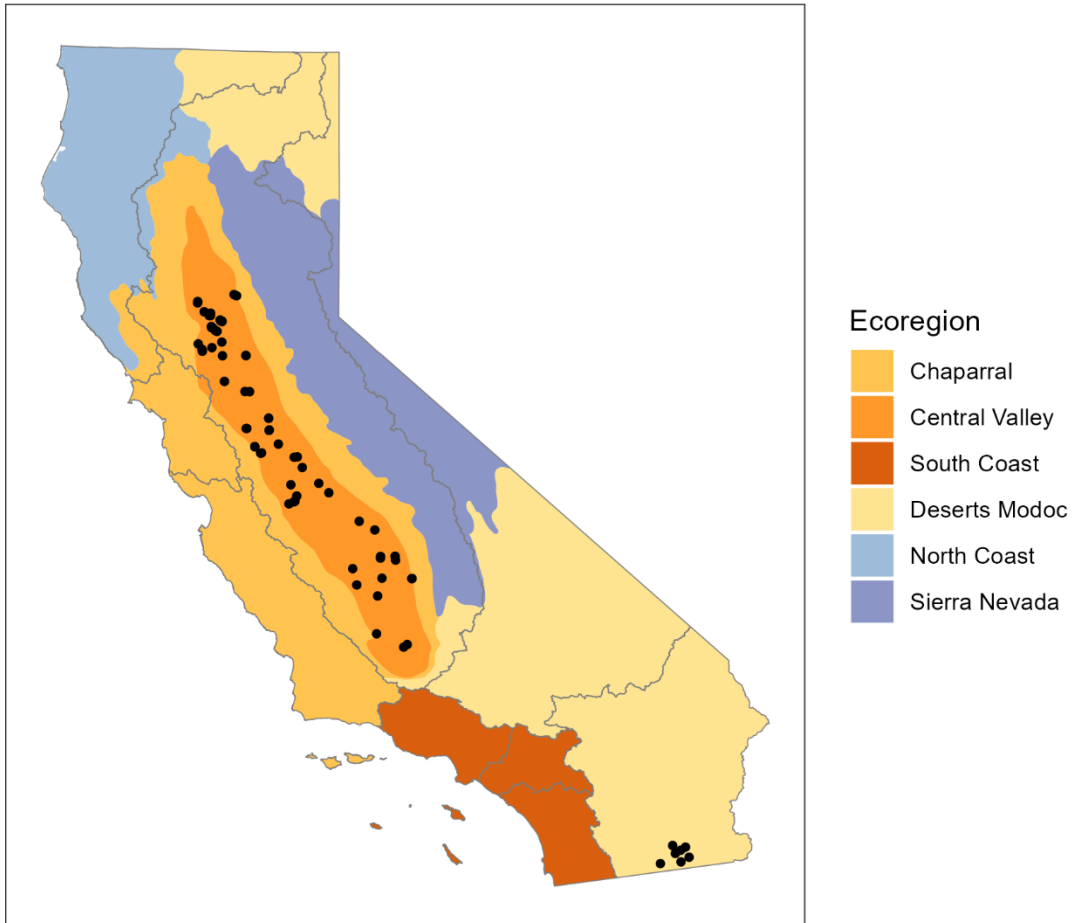 Ecoregion
Chaparral
Central Valley
South Coast
Deserts Modoc
North Coast
Sierra Nevada